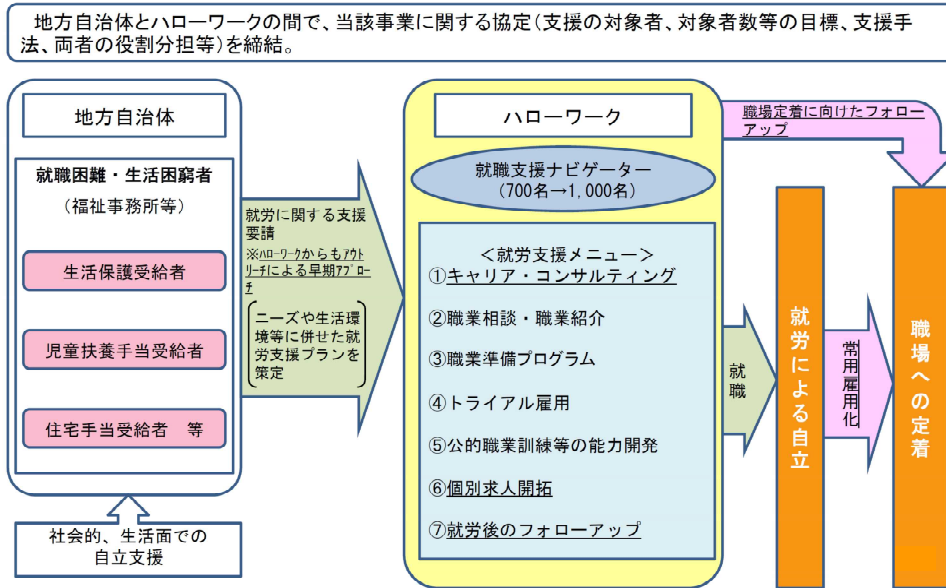 地方自治体とハローワークの間で、当該事業に関する協定(支援の対象者、対象者数等の目標、支援手
法、両者の役割分担等)を締結。
地方自治体
就職困難・生活困窮者
(福祉事務所等)
生活保護受給者
児童扶養手当受給者
住宅手当受給者 等
社会的、生活面での
自立支援
就労に関する支援
要請
※ハローワークからもアウト
リーチによる早期アプロー
チ
ニーズや生活環
境等に併せた就
労支援プランを
策定
ハローワーク
就職支援ナビゲーター
(700名→1,000名)
<就労支援メニュー>
①キャリア・コンサルティング
②職業相談・職業紹介
③職業準備プログラム
④トライアル雇用
⑤公的職業訓練等の能力開発
⑥個別求人開拓
⑦就労後のフォローアップ
職場定着に向けたフォロー
アップ
就職
就労による自立
常用雇用化
職場への定着